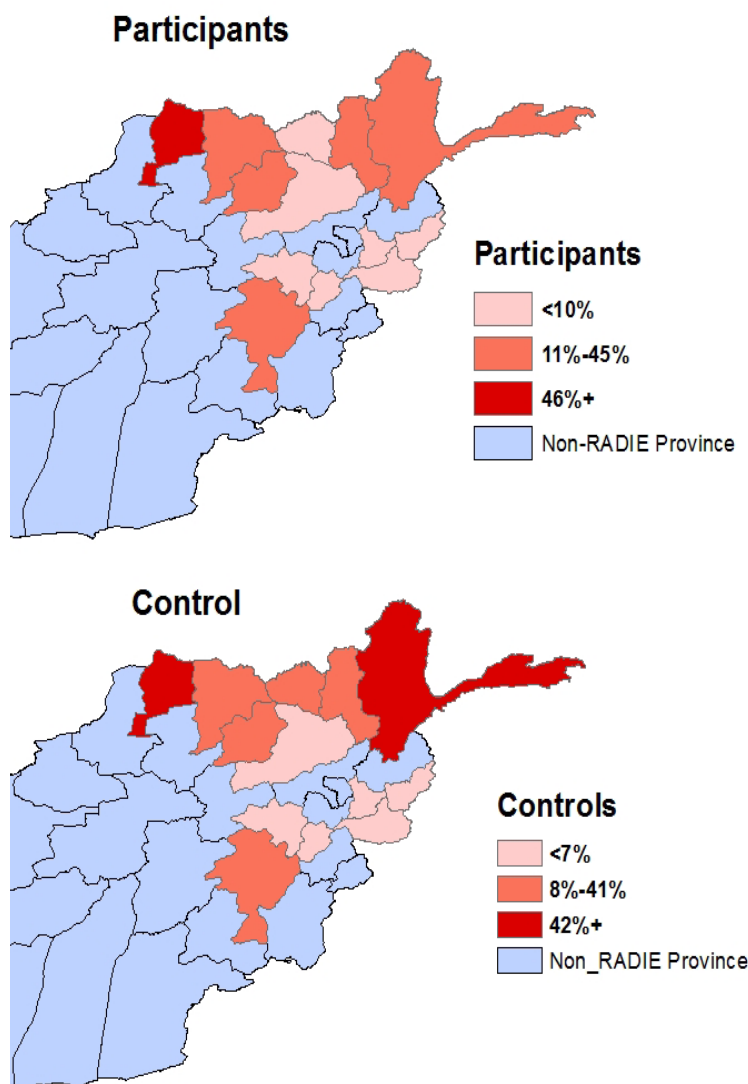 Participants
Participants
<10%
11%-45%
46%+
Non-RADIE Province
Control
Controls
<7%
8%-41%
42%+
Non_RADIE Province